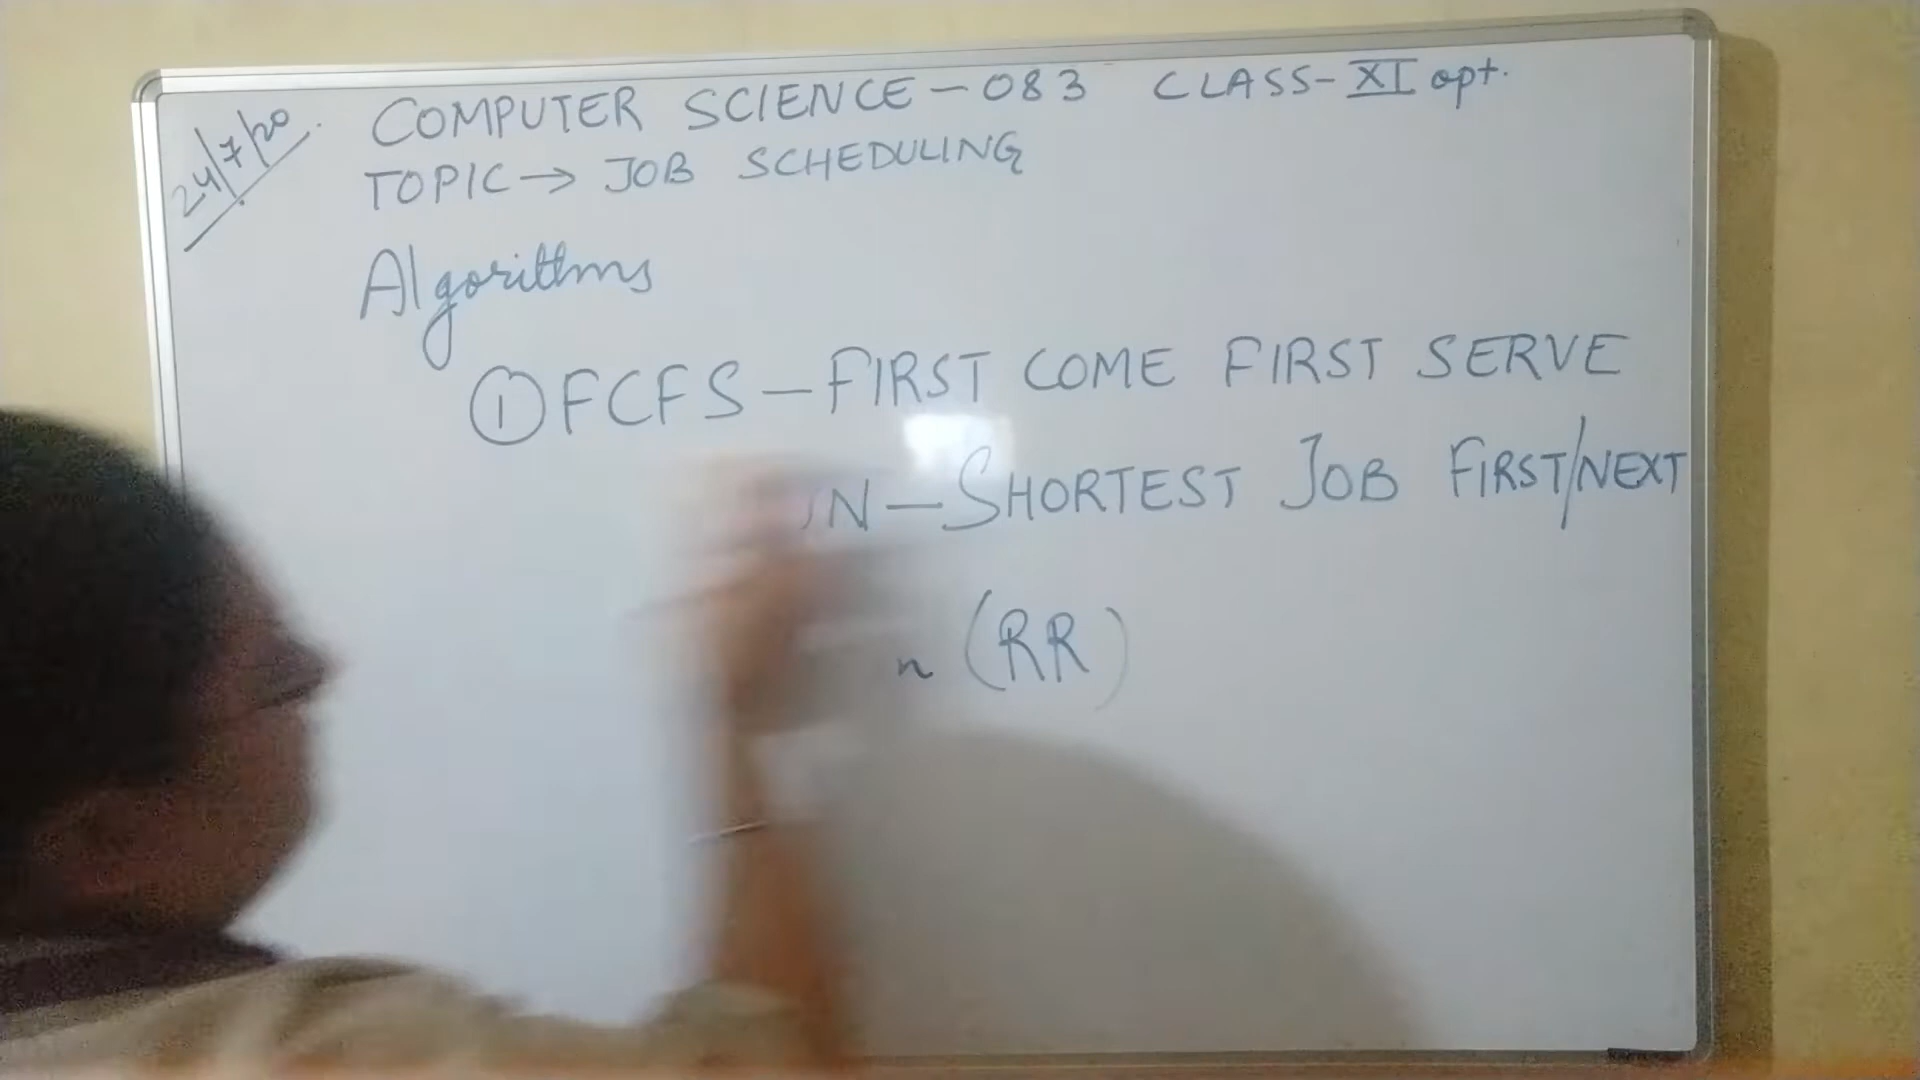 24/7/20.
COMPUTER SCIENCE - 083 CLASS - XI opt.
TOPIC → JOB SCHEDULING
Algorithms
① FCFS - FIRST COME FIRST SERVE
N - SHORTEST JOB FIRST/NEXT
n (RR)